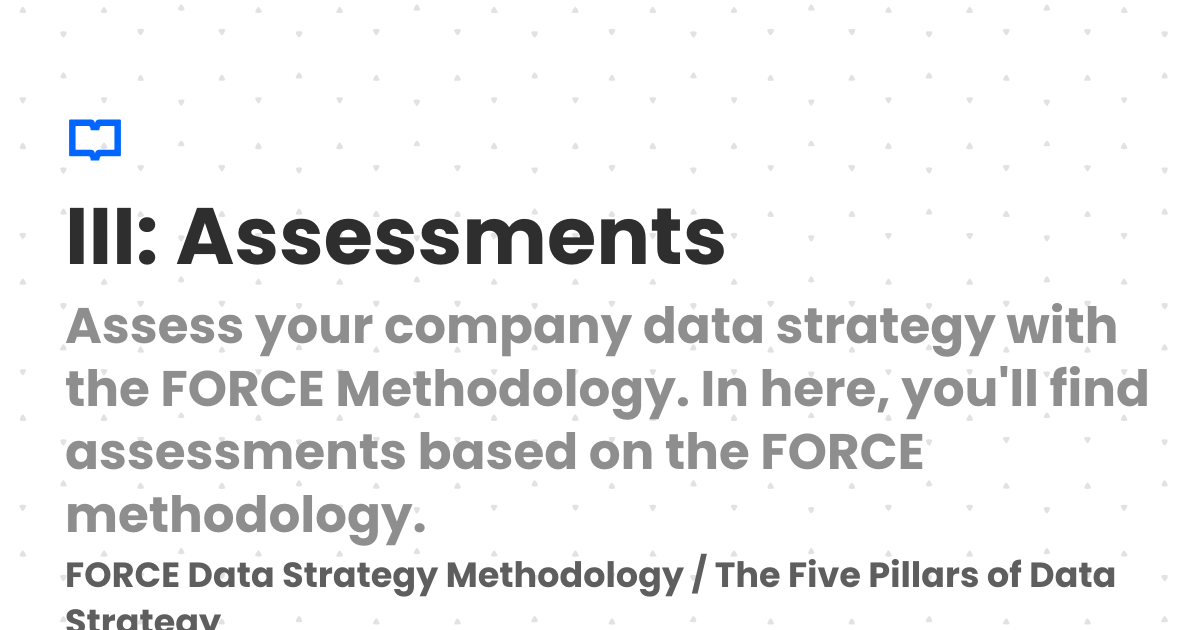 III: Assessments
Assess your company data strategy with
the FORCE Methodology. In here, you'll find
assessments based on the FORCE
methodology.
FORCE Data Strategy Methodology / The Five Pillars of Data
Strategy